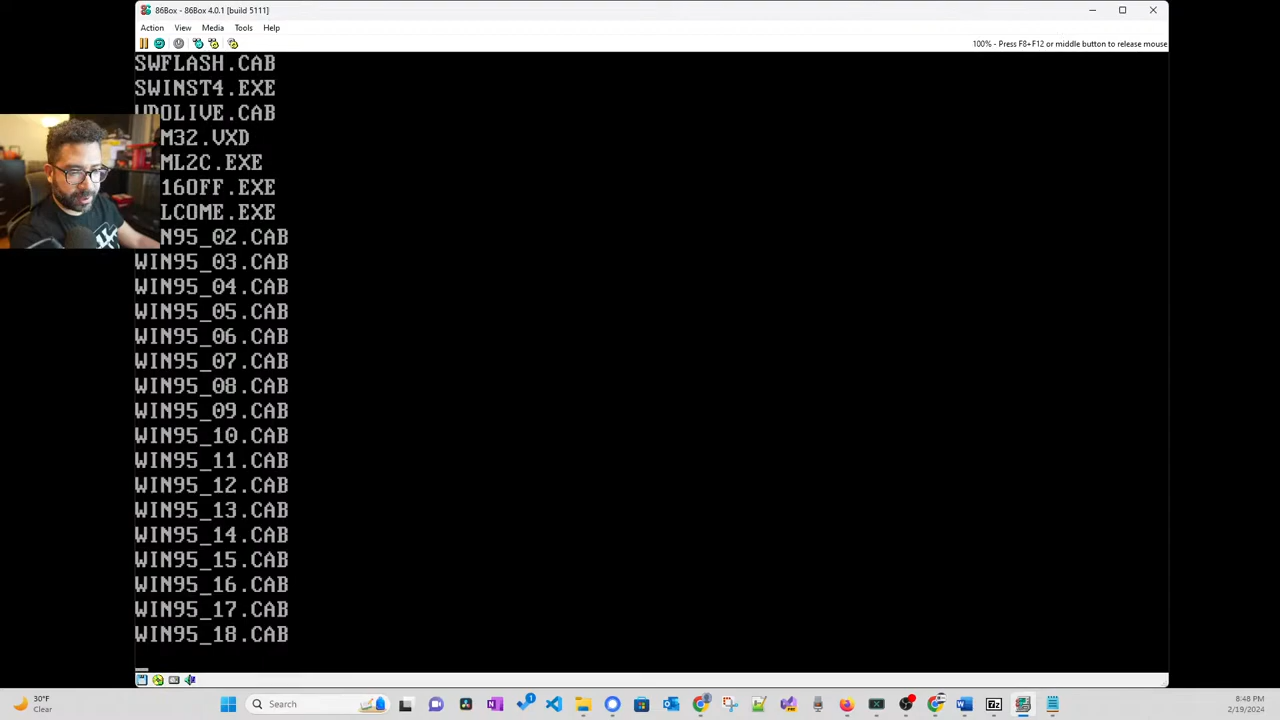 86Box - 86Box 4.0.1 [build 5111]
Action View Media Tools Help
100% - Press F8+F12 or middle button to release mouse
SWFLASH.CAB
SWINST4.EXE
VDOLIVE.CAB
M32.VXD
ML2C.EXE
16OFF.EXE
LCOME.EXE
N95_02.CAB
WIN95_03.CAB
WIN95_04.CAB
WIN95_05.CAB
WIN95_06.CAB
WIN95_07.CAB
WIN95_08.CAB
WIN95_09.CAB
WIN95_10.CAB
WIN95_11.CAB
WIN95_12.CAB
WIN95_13.CAB
WIN95_14.CAB
WIN95_15.CAB
WIN95_16.CAB
WIN95_17.CAB
WIN95_18.CAB
30°F
Clear
Search
8:48 PM
2/19/2024